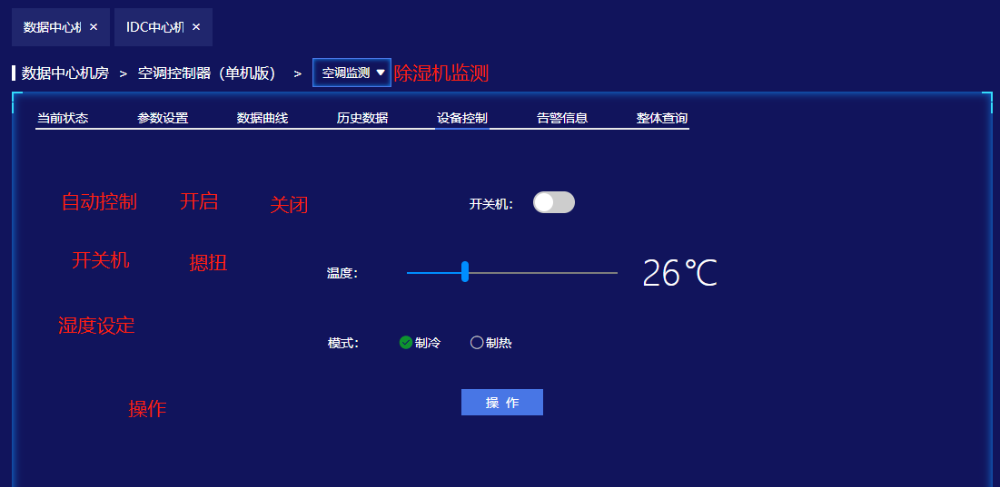 数据中心机 × IDC中心机 ×
数据中心机房 > 空调控制器（单机版） > 空调监测 除湿机监测
当前状态 参数设置 数据曲线 历史数据 设备控制 告警信息 整体查询
自动控制 开启 关闭 开关机：
开关机 摁扭
温度： 26℃
湿度设定
模式： 制冷 制热
操作 操 作